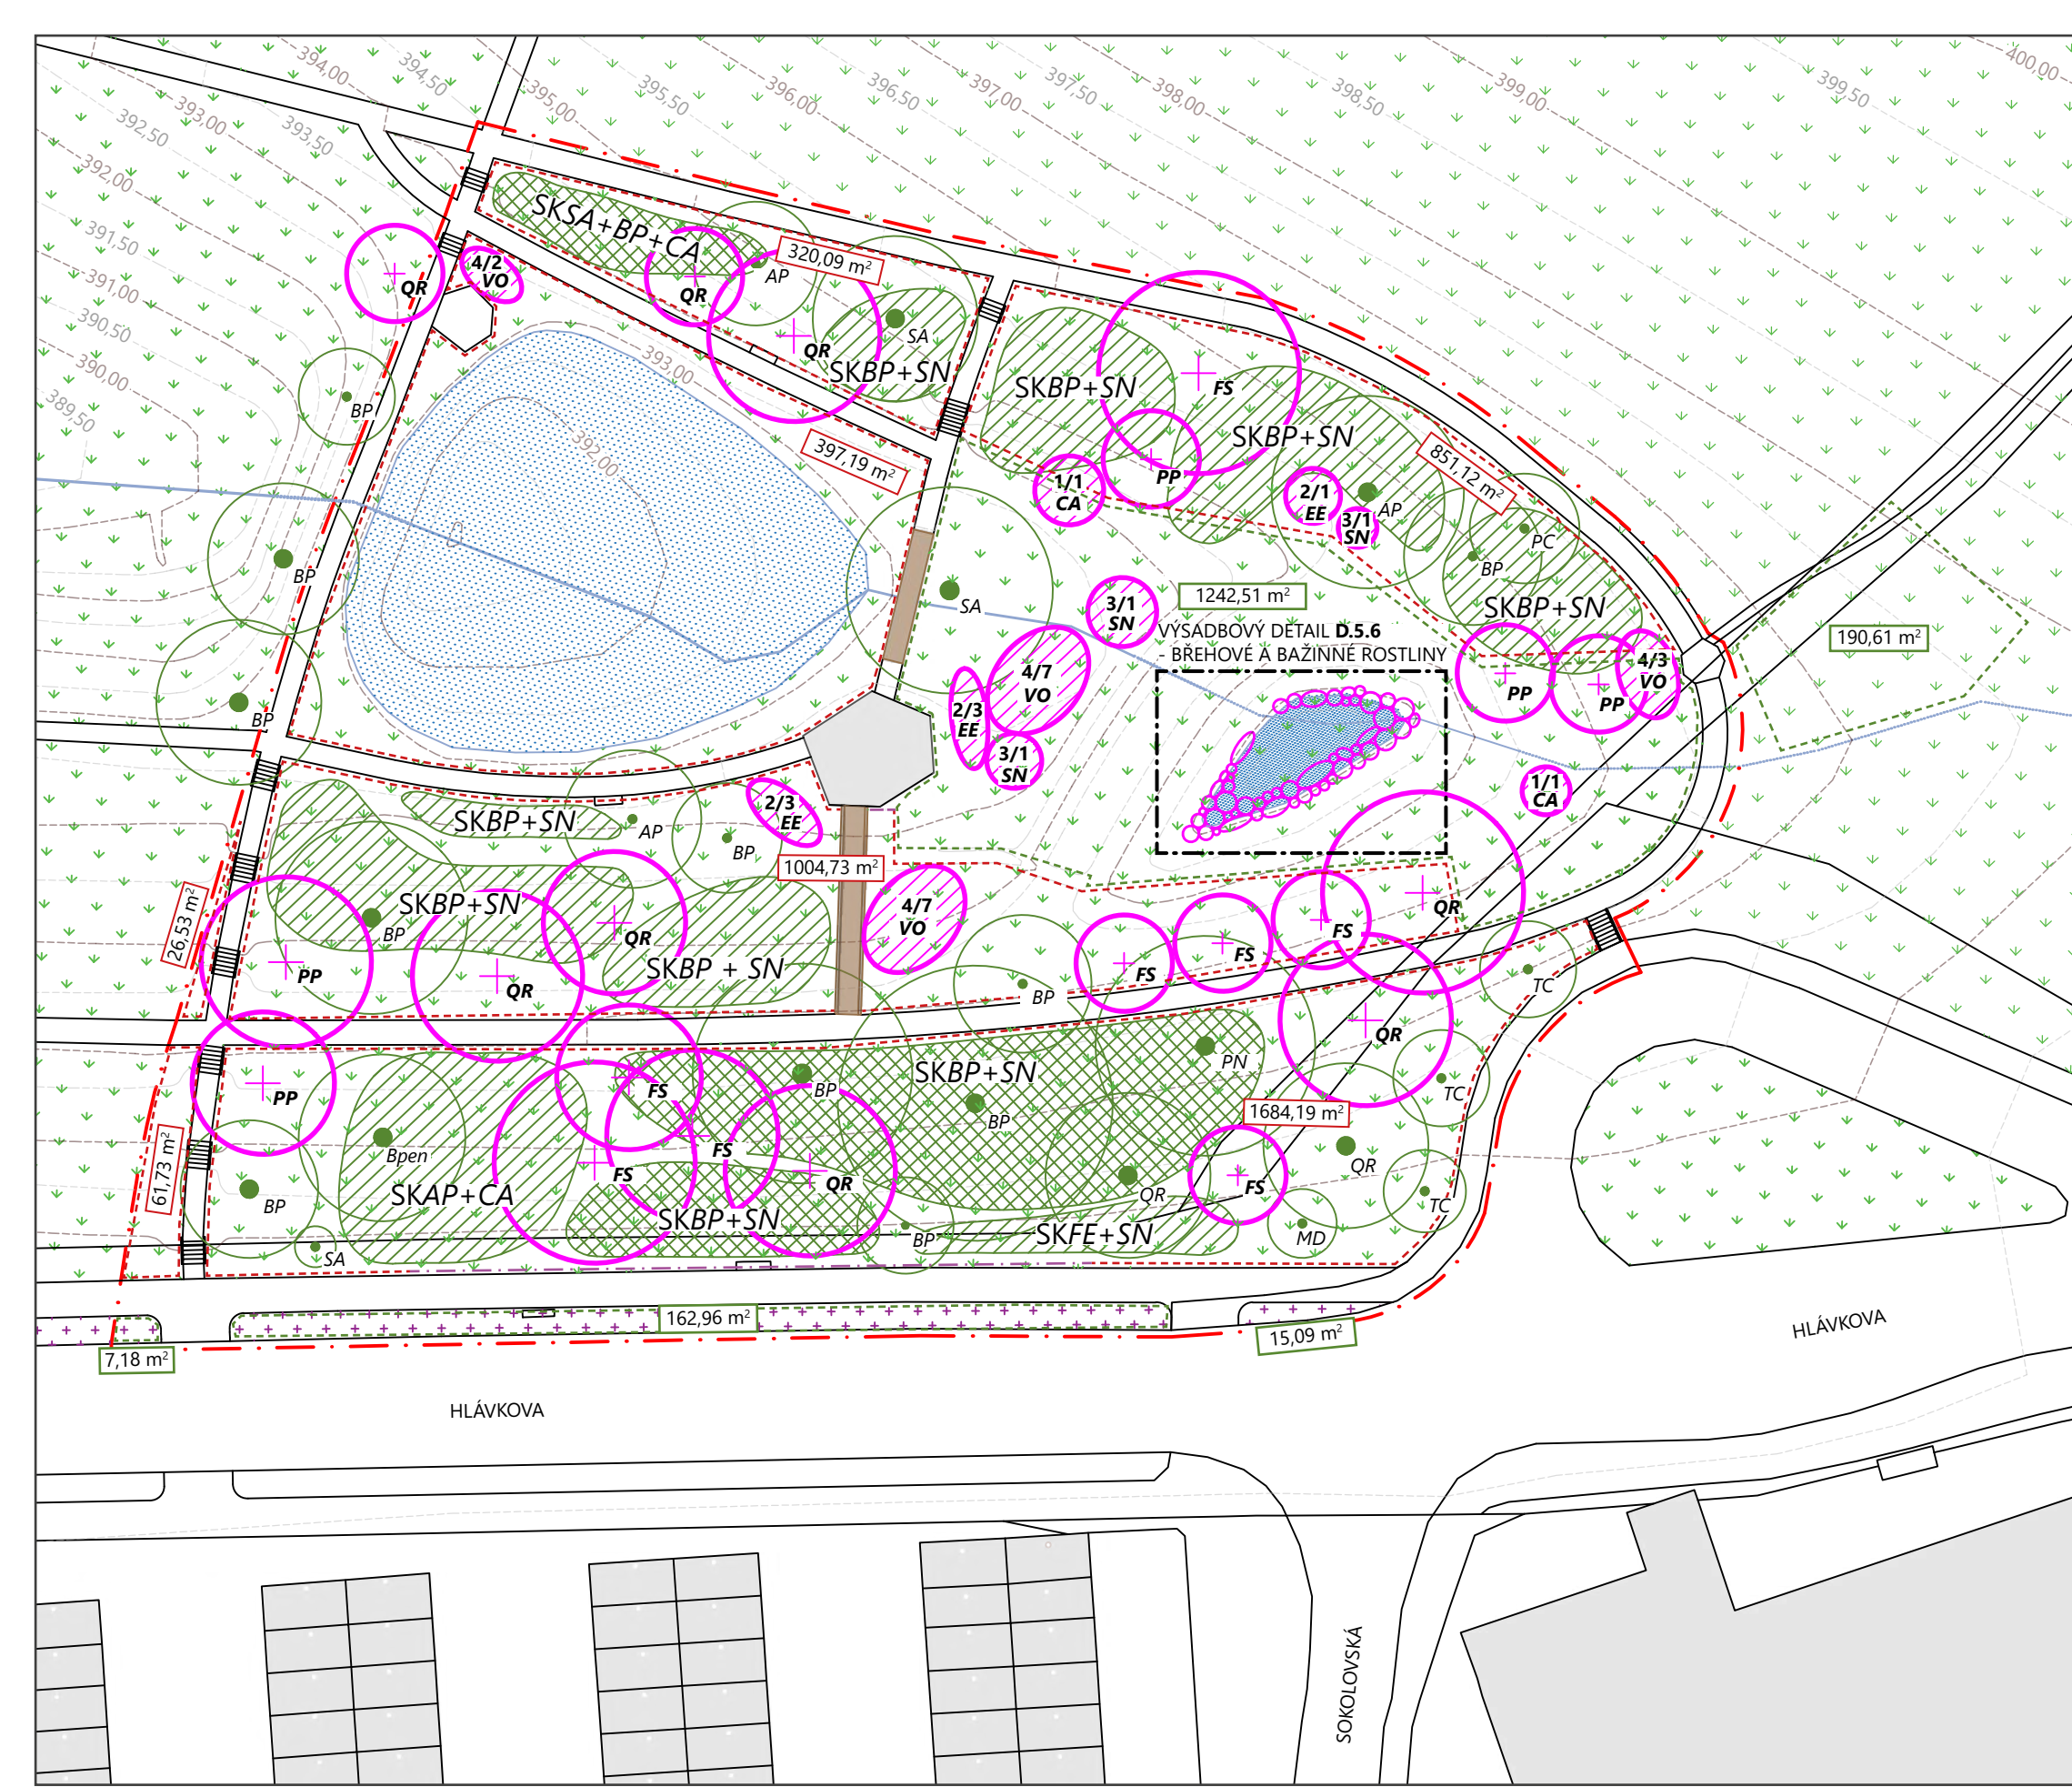 394,00
394,50
395,00
395,50
396,00
396,50
397,00
397,50
398,00
398,50
399,00
399,50
400,00
392,50
393,00
393,50
392,00
391,50
391,00
390,50
390,00
389,50
SKSA+BP+CA
320,09 m²
AP
QR
4/2
VO
QR
QR
SA
SKBP+SN
393,00
392,00
397,19 m²
BP
BP
BP
SKBP+SN
FS
SKBP+SN
851,12 m²
PP
1/1
CA
2/1
EE
3/1
SN
AP
PC
BP
SKBP+SN
SA
3/1
SN
1242,51 m²
VÝSADBOVÝ DETAIL D.5.6
- BŘEHOVÉ A BAŽINNÉ ROSTLINY
190,61 m²
4/7
VO
2/3
EE
3/1
SN
PP
PP
4/3
VO
1/1
CA
SKBP+SN
AP
2/3
EE
BP
1004,73 m²
26,53 m²
SKBP+SN
BP
QR
4/7
VO
QR
FS
FS
FS
PP
QR
SKBP + SN
BP
TC
QR
PP
FS
BP
SKBP+SN
PN
TC
BP
1684,19 m²
61,73 m²
Bpen
FS
FS
QR
QR
FS
QR
TC
BP
SKAP+CA
SKBP+SN
BP
SKFE+SN
MD
SA
162,96 m²
15,09 m²
7,18 m²
HLÁVKOVA
HLÁVKOVA
SOKOLOVSKÁ